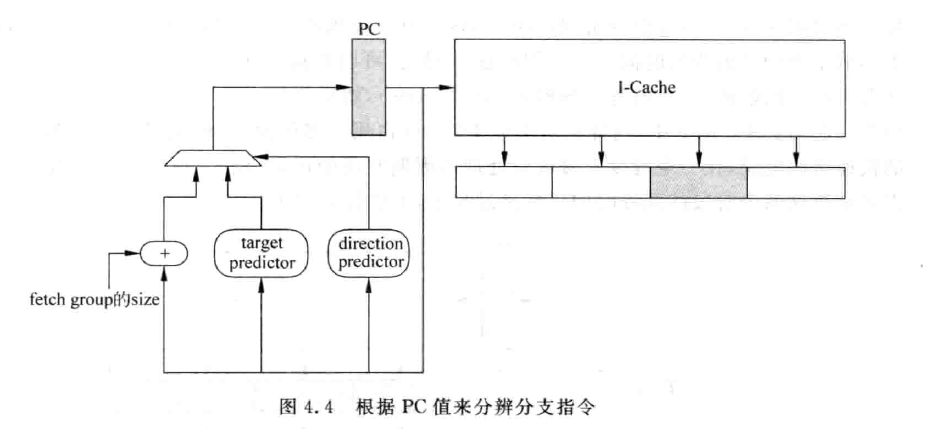 PC
I-Cache
target
predictor
direction
predictor
+
fetch group的size
图 4.4 根据 PC 值来分辨分支指令